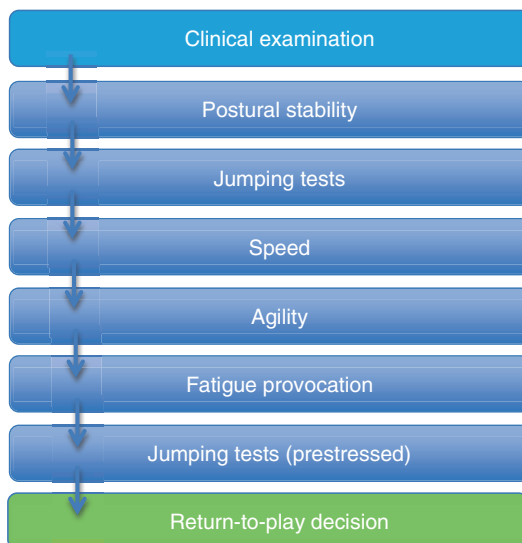 Clinical examination
Postural stability
Jumping tests
Speed
Agility
Fatigue provocation
Jumping tests (prestressed)
Return-to-play decision